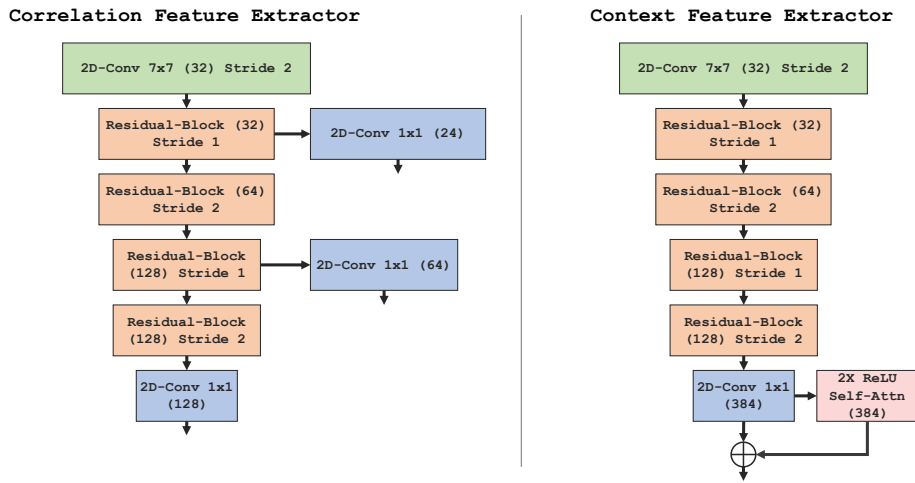 Correlation Feature Extractor
2D-Conv 7x7 (32) Stride 2
Residual-Block (32)
Stride 1
2D-Conv 1x1 (24)
Residual-Block (64)
Stride 2
Residual-Block
(128) Stride 1
2D-Conv 1x1 (64)
Residual-Block
(128) Stride 2
2D-Conv 1x1
(128)
Context Feature Extractor
2D-Conv 7x7 (32) Stride 2
Residual-Block (32)
Stride 1
Residual-Block (64)
Stride 2
Residual-Block
(128) Stride 1
Residual-Block
(128) Stride 2
2D-Conv 1x1
(384)
2X ReLU
Self-Attn
(384)